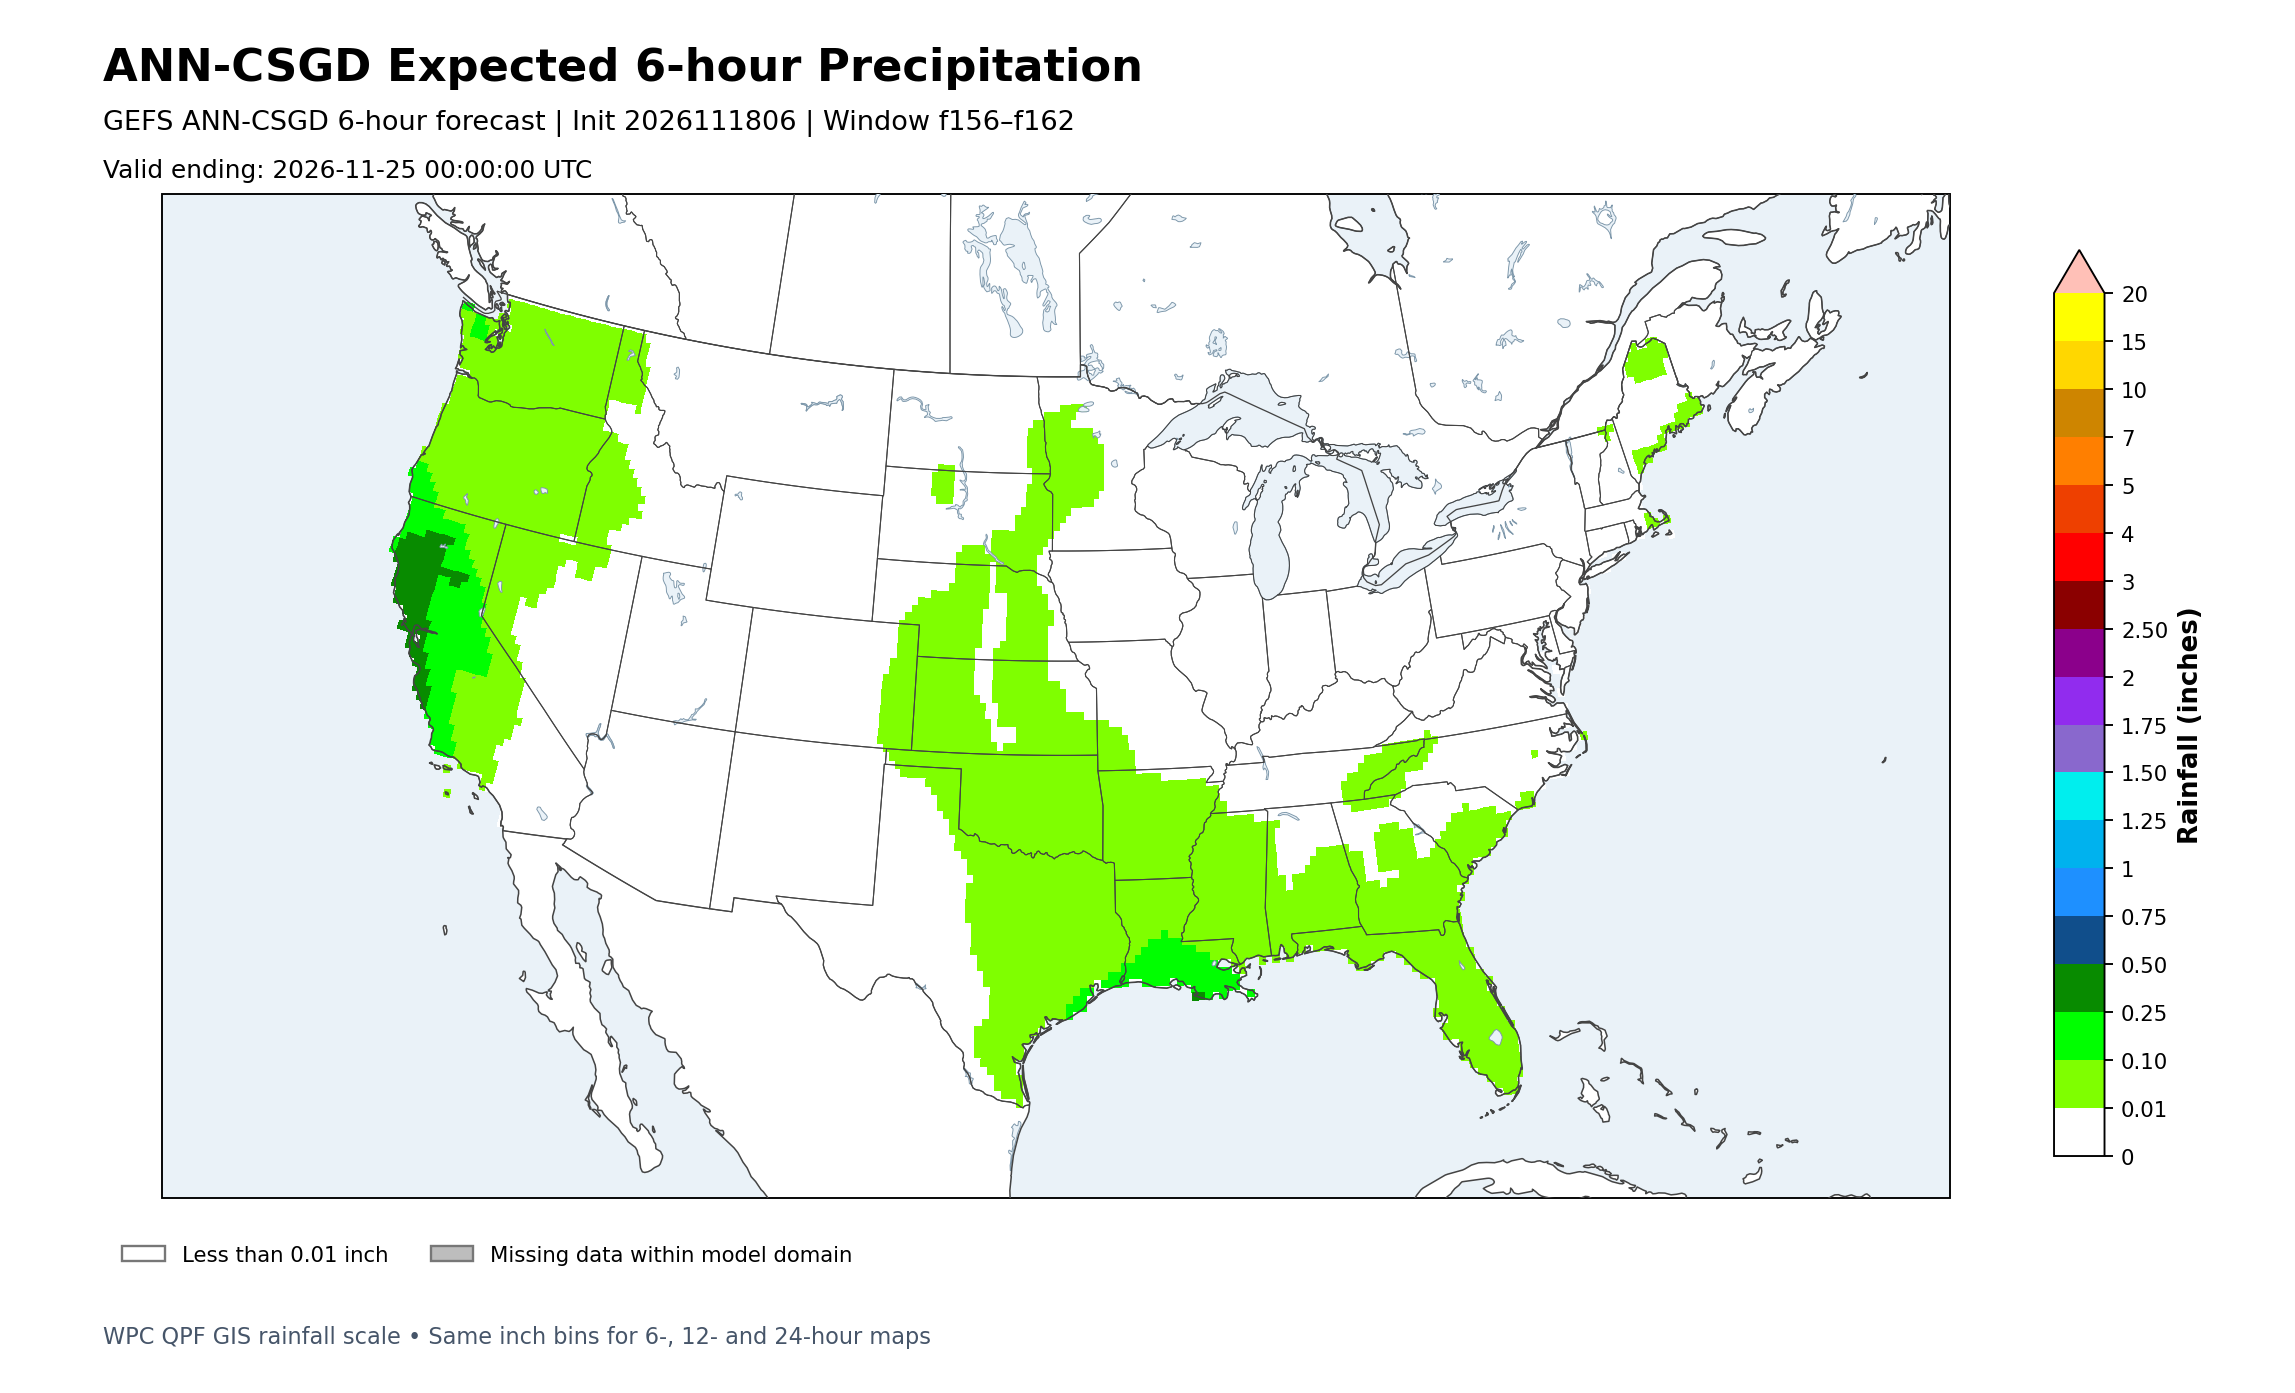 ANN-CSGD Expected 6-hour Precipitation
GEFS ANN-CSGD 6-hour forecast | Init 2026111806 | Window f156–f162
Valid ending: 2026-11-25 00:00:00 UTC
20
15
10
7
5
4
3
2.50
2
1.75
1.50
1.25
1
0.75
0.50
0.25
0.10
0.01
0
Rainfall (inches)
Less than 0.01 inch
Missing data within model domain
WPC QPF GIS rainfall scale • Same inch bins for 6-, 12- and 24-hour maps